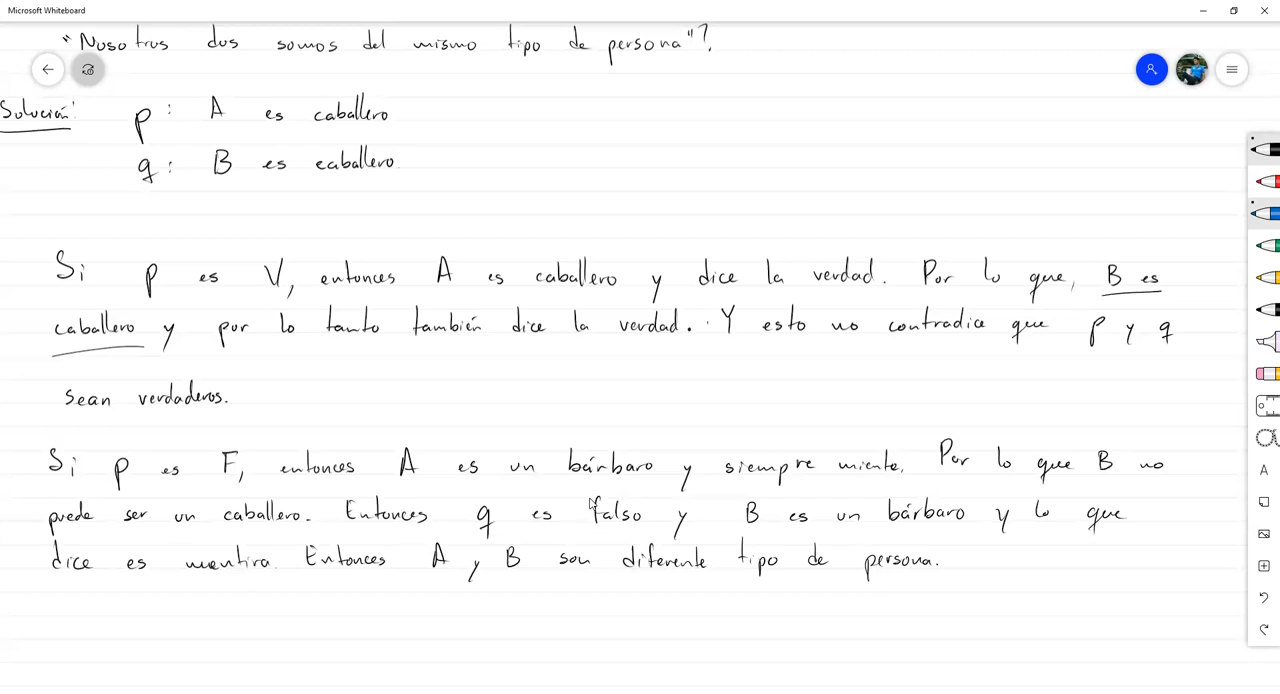 Microsoft Whiteboard
"Nosotros dos somos del mismo tipo de persona"?.
Solución:
p: A es caballero
q: B es caballero.
Si p es V, entonces A es caballero y dice la verdad. Por lo que, B es
caballero y por lo tanto también dice la verdad. Y esto no contradice que p y q
sean verdaderos.
Si p es F, entonces A es un bárbaro y siempre miente. Por lo que B no
puede ser un caballero. Entonces q es falso y B es un bárbaro y lo que
dice es mentira. Entonces A y B son diferente tipo de persona.
A